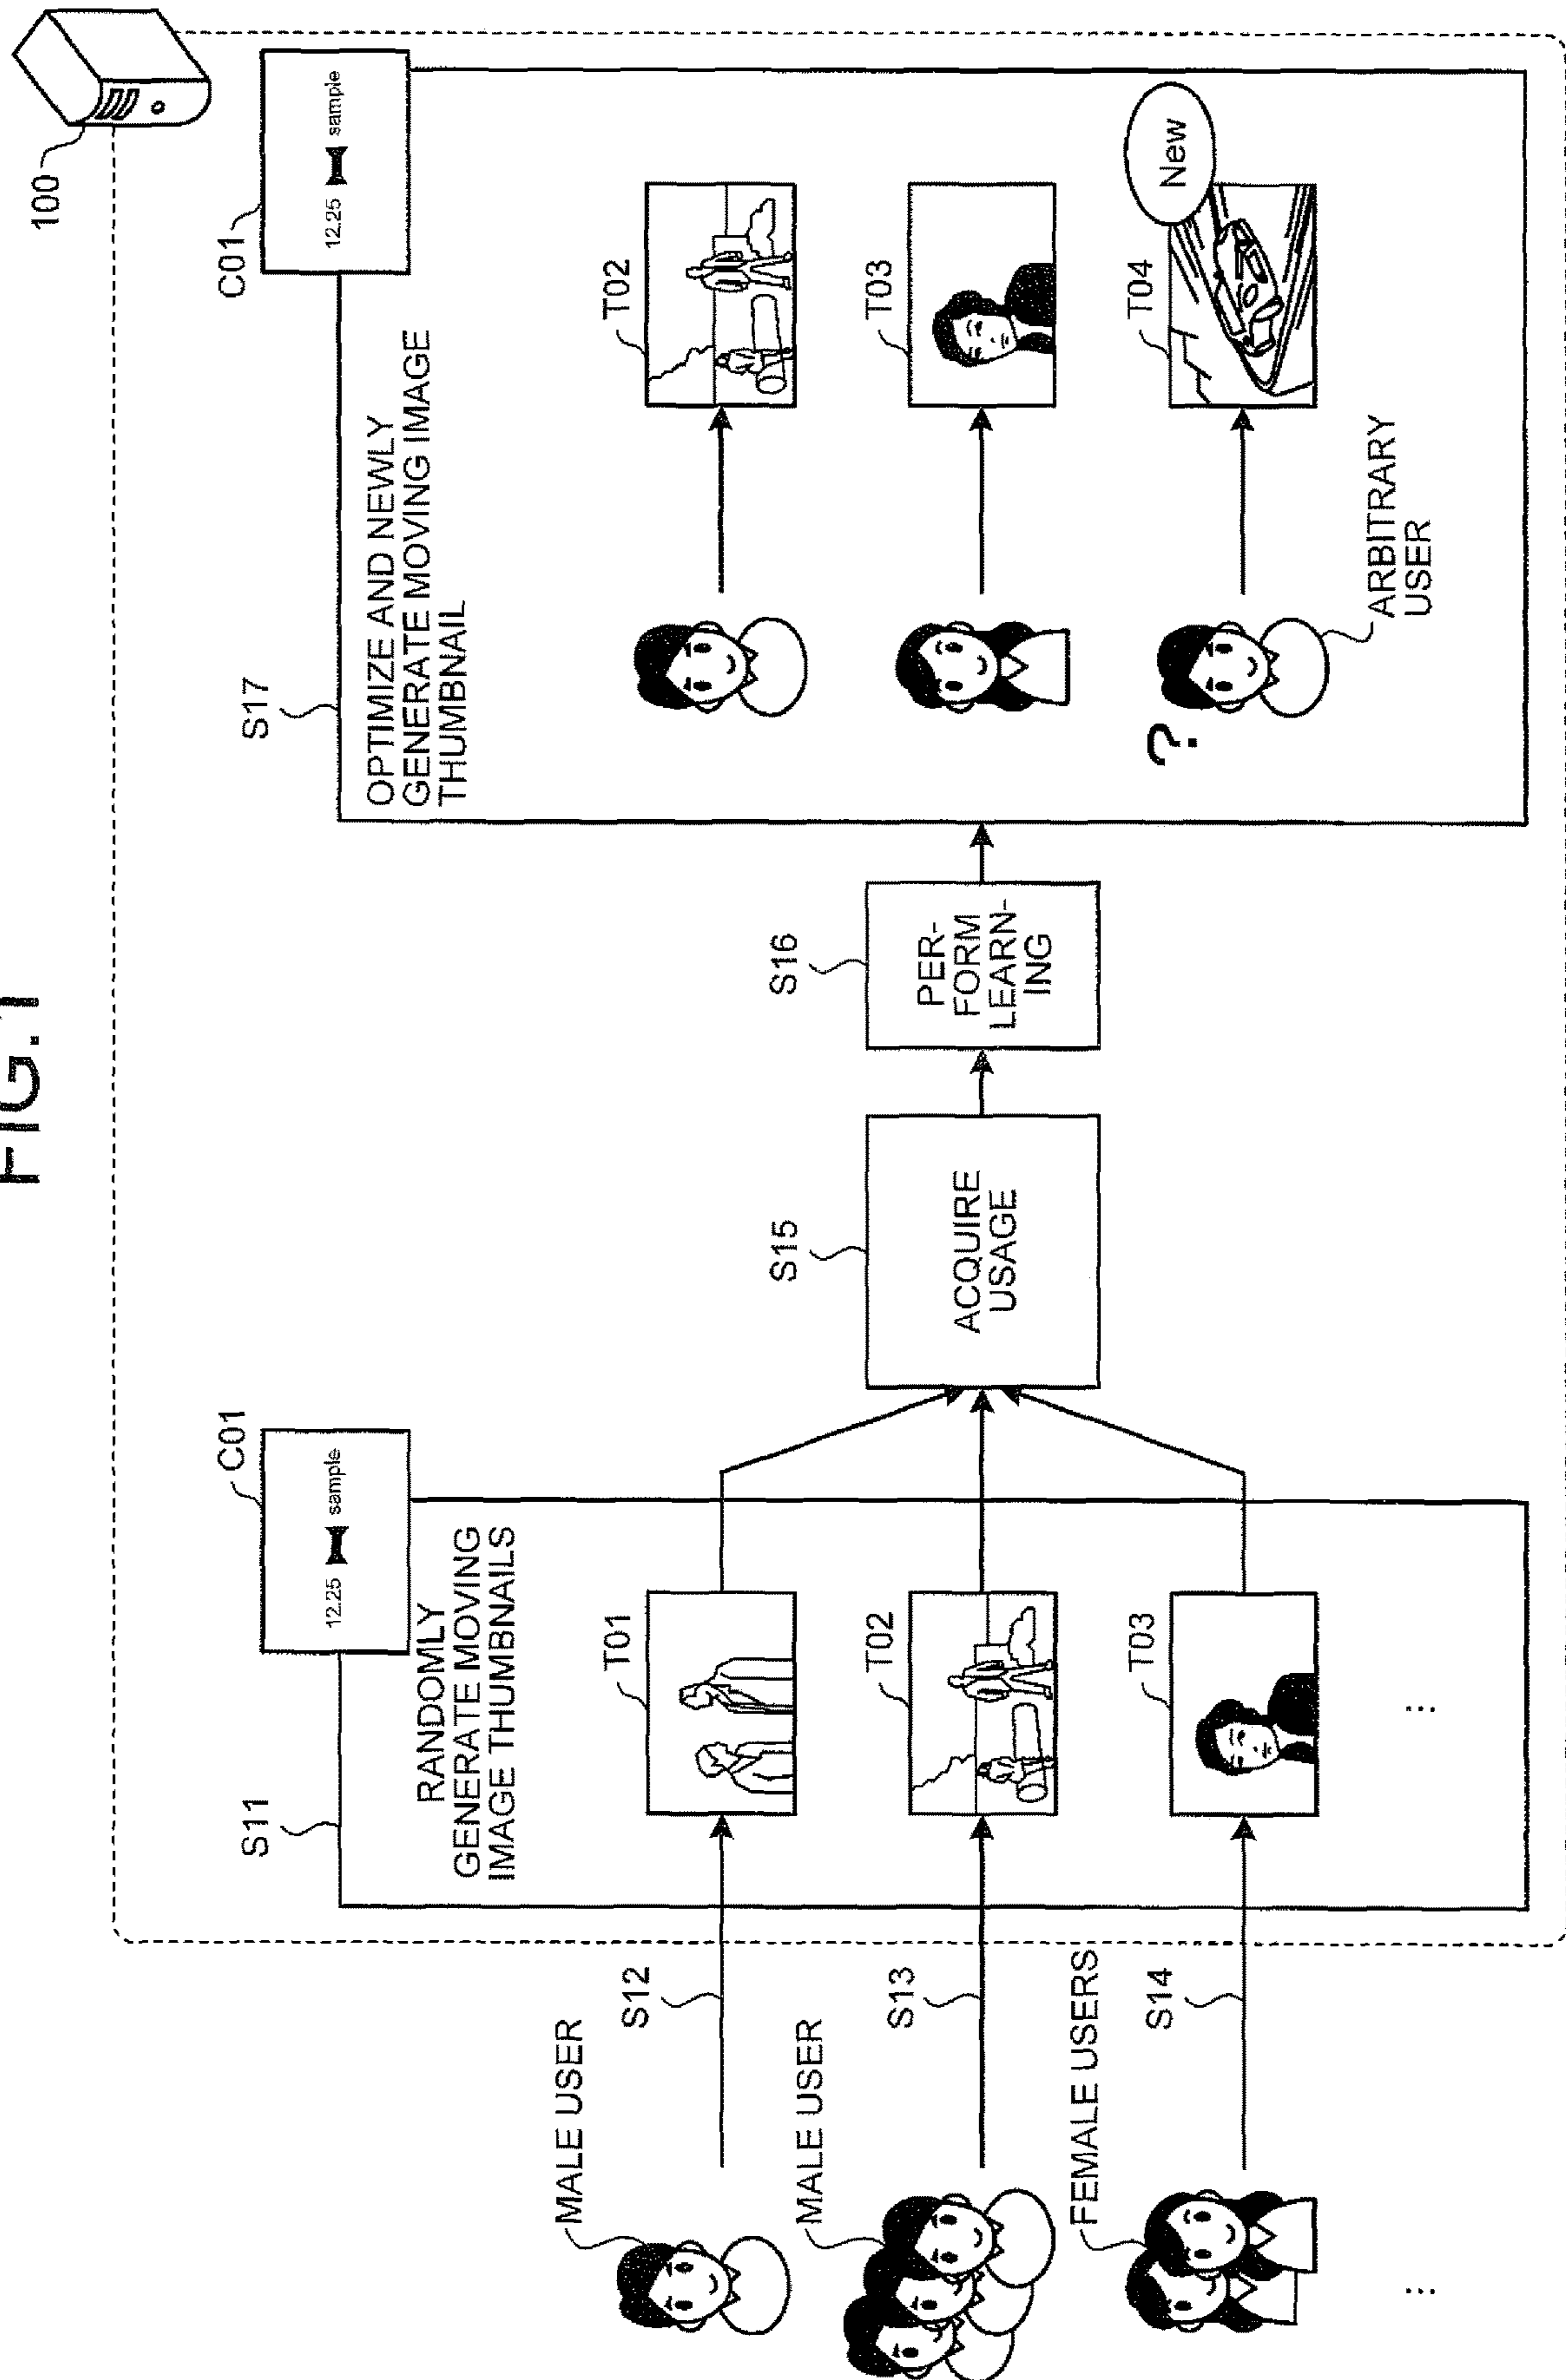 FIG.1
100
S11
C01
12.25 sample
RANDOMLY
GENERATE MOVING
IMAGE THUMBNAILS
MALE USER
S12
T01
MALE USER
S13
T02
FEMALE USERS
S14
T03
...
...
S15
ACQUIRE
USAGE
S16
PER-
FORM
LEARN-
ING
S17
C01
12.25 sample
OPTIMIZE AND NEWLY
GENERATE MOVING IMAGE
THUMBNAIL
T02
T03
?
T04
New
ARBITRARY
USER